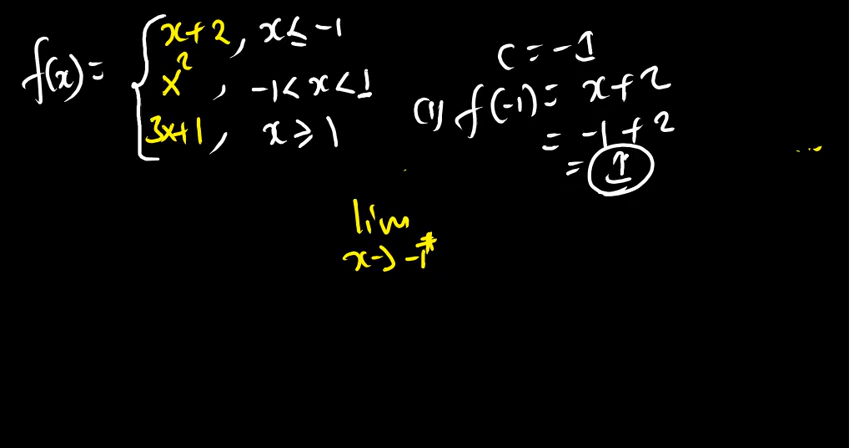 f(x) = { x+2, x ≤ -1
x², -1 < x < 1
3x+1, x ≥ 1
c = -1
(1) f(-1) = x+2
= -1+2
= 1
lim
x→ -1